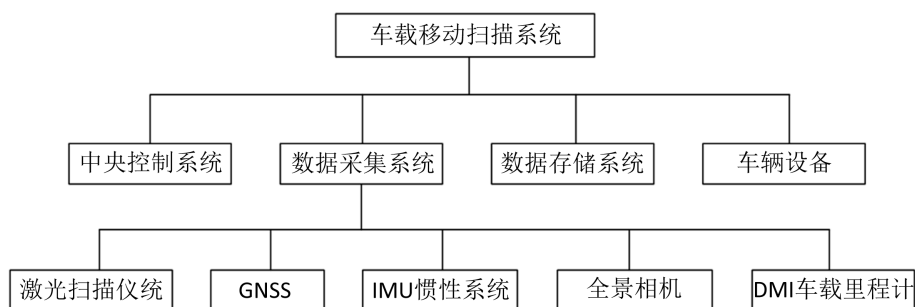 车载移动扫描系统
中央控制系统
数据采集系统
数据存储系统
车辆设备
激光扫描仪统
GNSS
IMU惯性系统
全景相机
DMI车载里程计